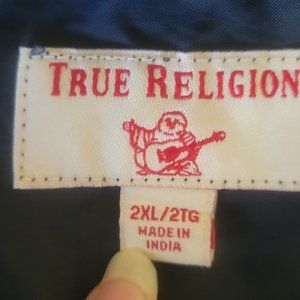 TRUE RELIGION
2XL/2TG
MADE IN
INDIA